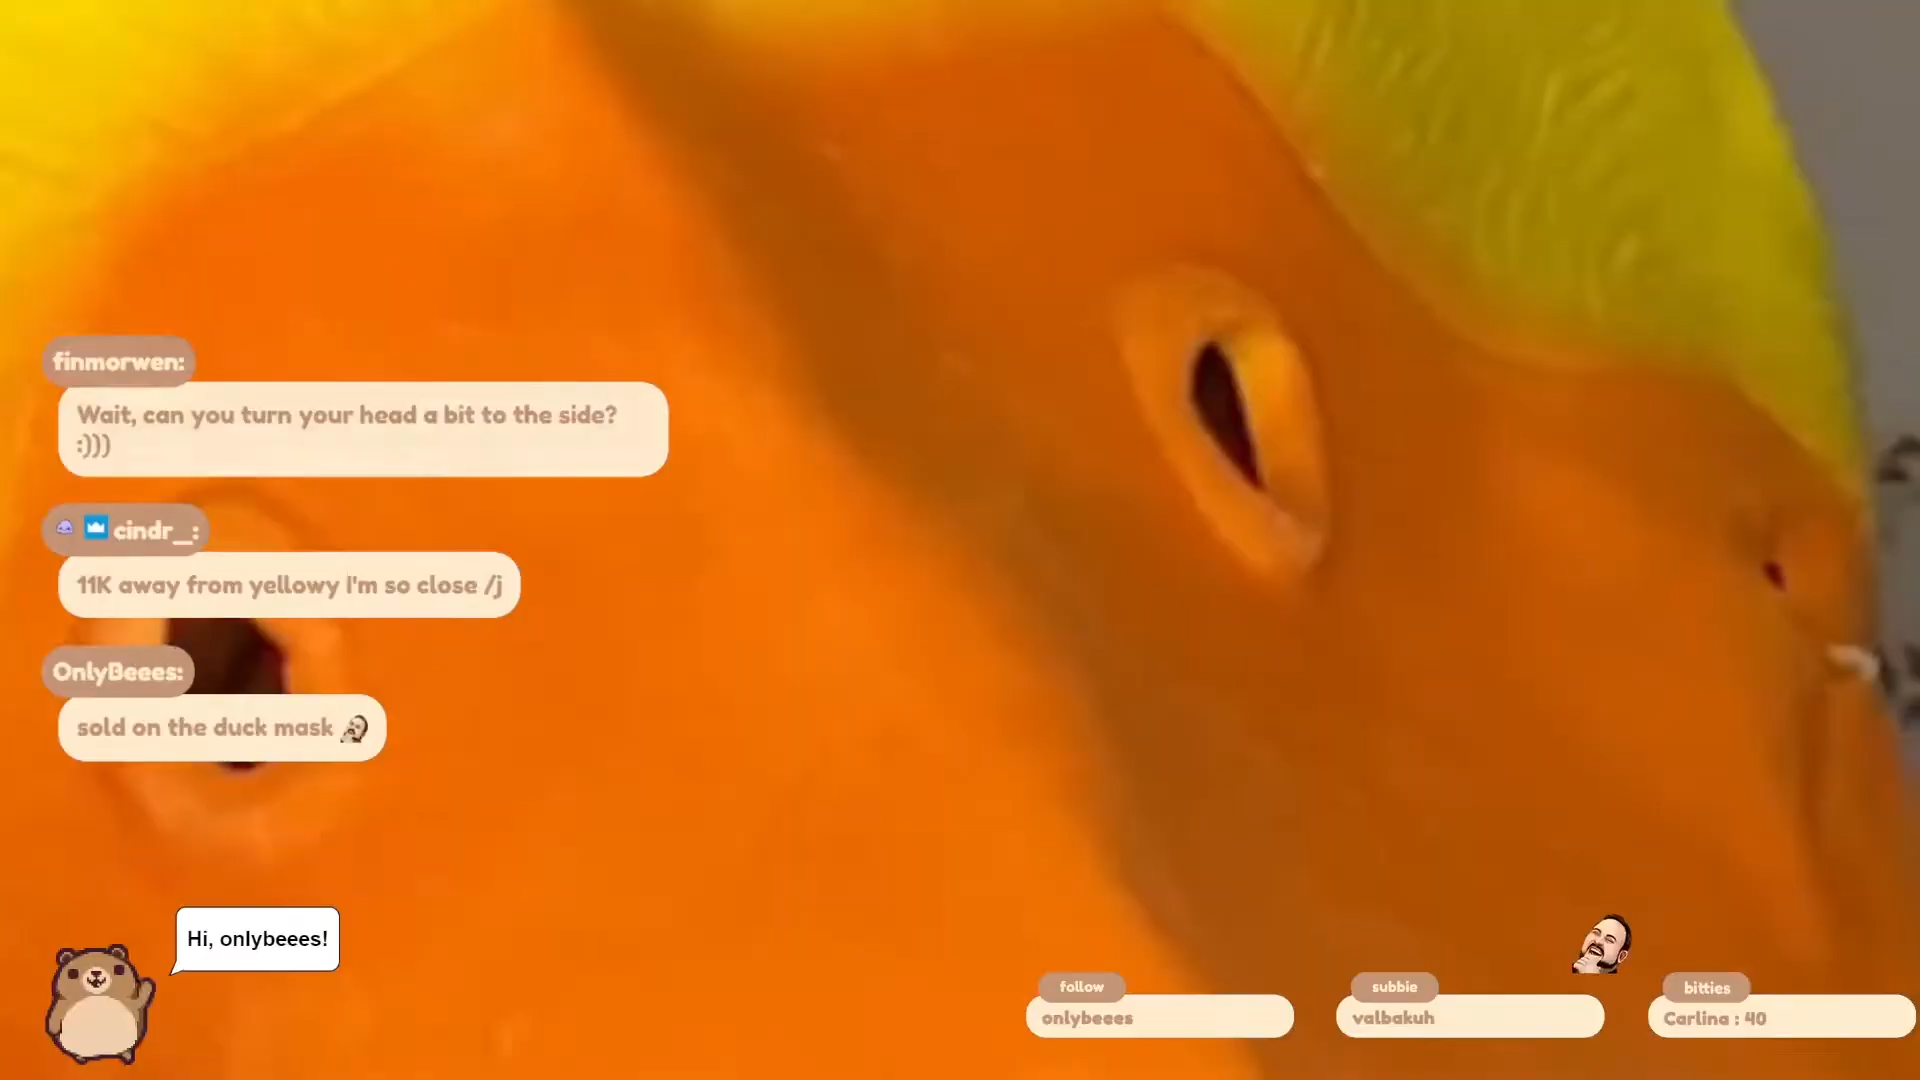 finmorwen:
Wait, can you turn your head a bit to the side?
:)))
cindr_:
11K away from yellowy I'm so close /j
OnlyBeees:
sold on the duck mask
Hi, onlybeees!
follow
onlybeees
subbie
valbakuh
bitties
Carlina : 40